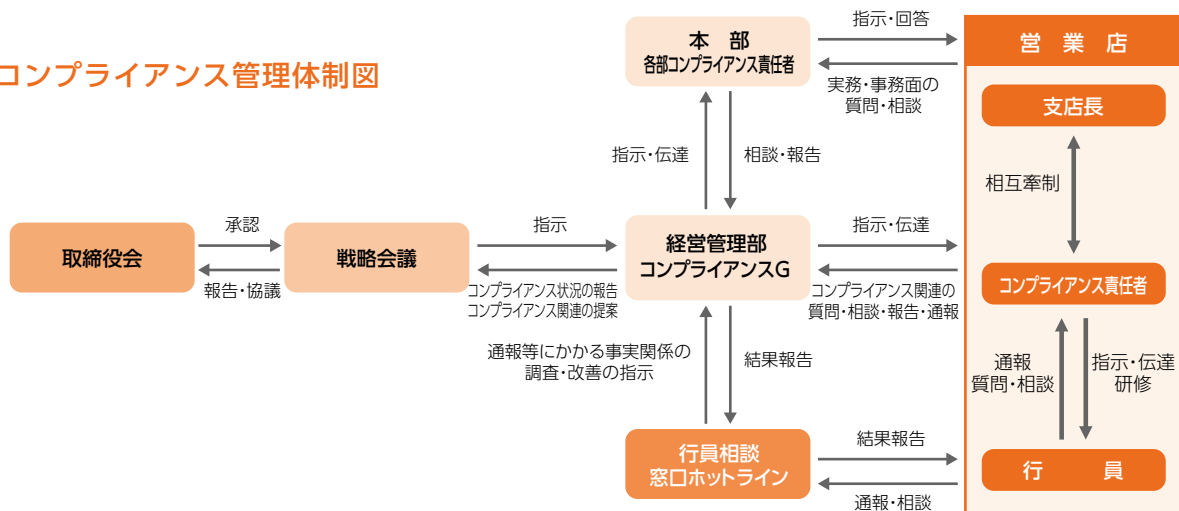 コンプライアンス管理体制図
本 部
各部コンプライアンス責任者
指示・回答
実務・事務面の
質問・相談
営 業 店
支店長
相互牽制
コンプライアンス責任者
通報
質問・相談
指示・伝達
研修
行 員
指示・伝達
相談・報告
取締役会
承認
報告・協議
戦略会議
指示
コンプライアンス状況の報告
コンプライアンス関連の提案
経営管理部
コンプライアンスG
指示・伝達
コンプライアンス関連の
質問・相談・報告・通報
通報等にかかる事実関係の
調査・改善の指示
結果報告
行員相談
窓口ホットライン
結果報告
通報・相談